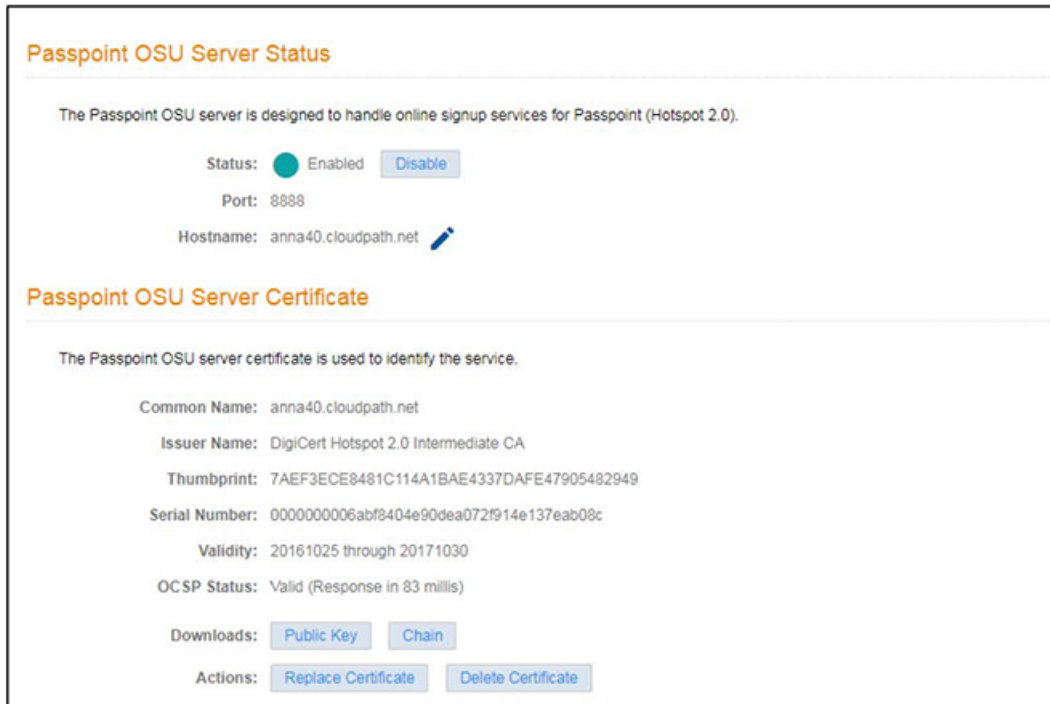 Passpoint OSU Server Status
The Passpoint OSU server is designed to handle online signup services for Passpoint (Hotspot 2.0).
Status: Enabled Disable
Port: 8888
Hostname: anna40.cloudpath.net
Passpoint OSU Server Certificate
The Passpoint OSU server certificate is used to identify the service.
Common Name: anna40.cloudpath.net
Issuer Name: DigiCert Hotspot 2.0 Intermediate CA
Thumbprint: 7AEF3ECE8481C114A1BAE4337DAFE47905482949
Serial Number: 0000000006abf8404e90dea072f914e137eab08c
Validity: 20161025 through 20171030
OCSP Status: Valid (Response in 83 millis)
Downloads: Public Key Chain
Actions: Replace Certificate Delete Certificate